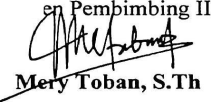 en Pembimbing II
Mery Toban, S.Th